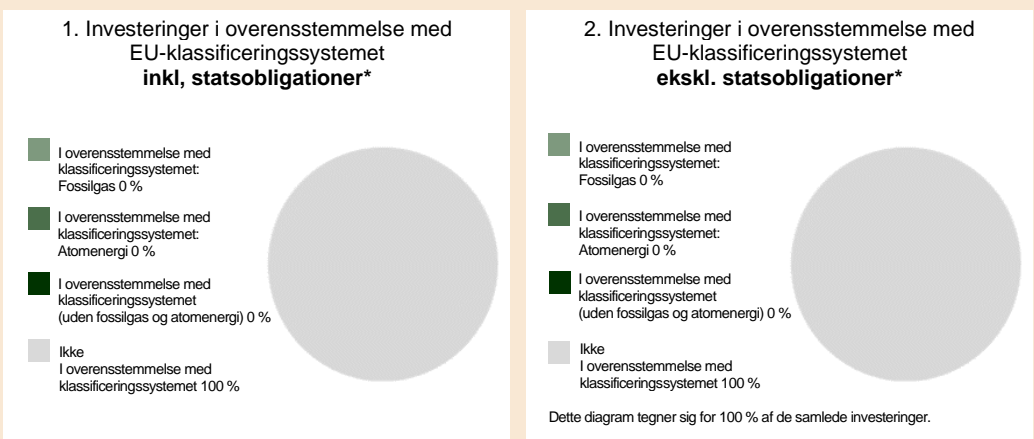 1. Investeringer i overensstemmelse med
EU-klassificeringssystemet
inkl, statsobligationer*
I overensstemmelse med
klassificeringssystemet:
Fossilgas 0 %
I overensstemmelse med
klassificeringssystemet:
Atomenergi 0 %
I overensstemmelse med
klassificeringssystemet
(uden fossilgas og atomenergi) 0 %
Ikke
I overensstemmelse med
klassificeringssystemet 100 %
2. Investeringer i overensstemmelse med
EU-klassificeringssystemet
ekskl. statsobligationer*
I overensstemmelse med
klassificeringssystemet:
Fossilgas 0 %
I overensstemmelse med
klassificeringssystemet:
Atomenergi 0 %
I overensstemmelse med
klassificeringssystemet
(uden fossilgas og atomenergi) 0 %
Ikke
I overensstemmelse med
klassificeringssystemet 100 %
Dette diagram tegner sig for 100 % af de samlede investeringer.